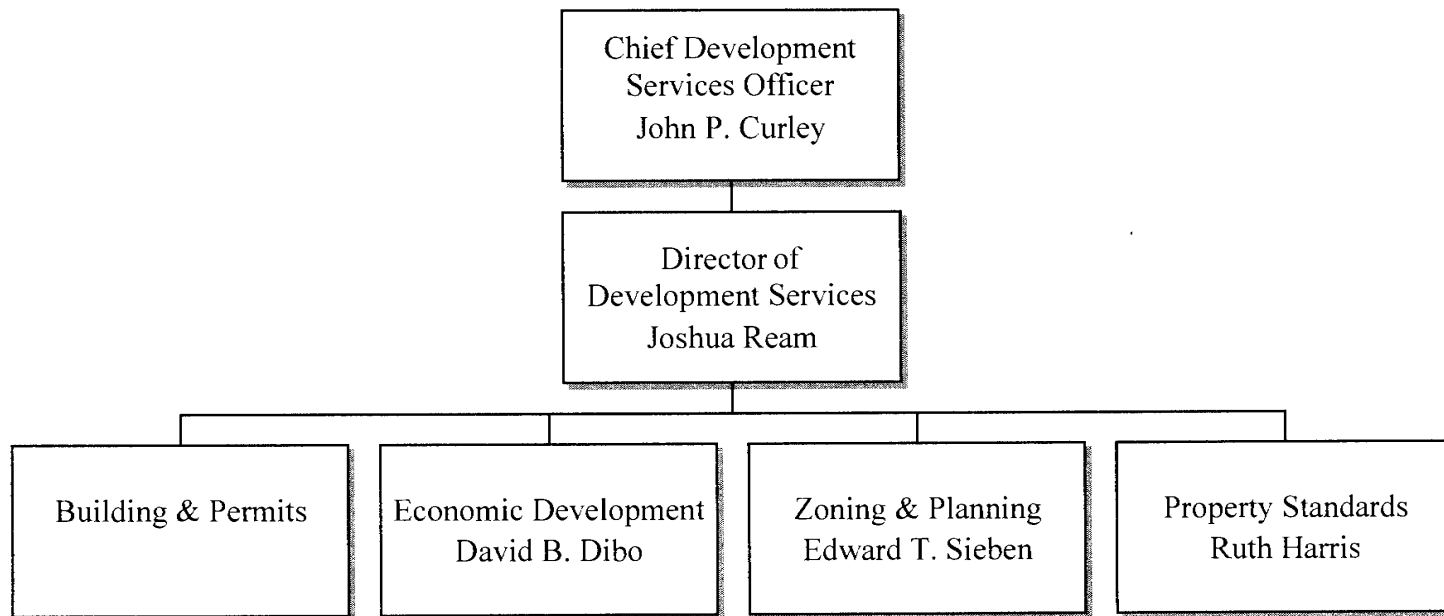 Chief Development
Services Officer
John P. Curley
Director of
Development Services
Joshua Ream
Building & Permits
Economic Development
David B. Dibo
Zoning & Planning
Edward T. Sieben
Property Standards
Ruth Harris